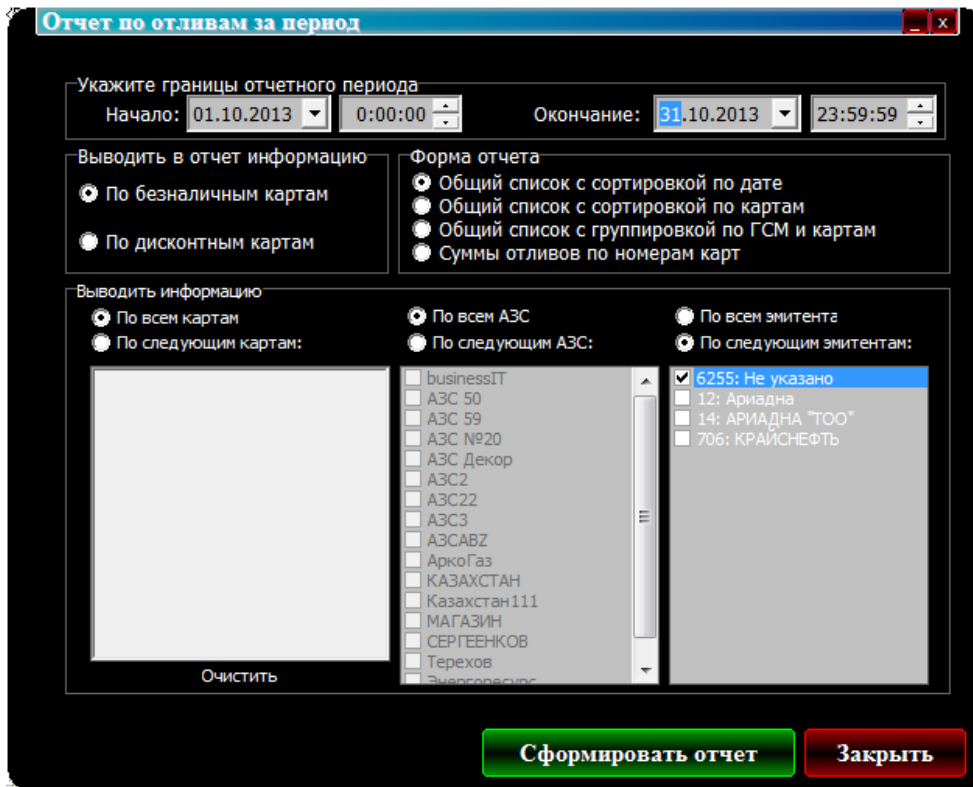 Отчет по отливам за период
_ x
Укажите границы отчетного периода
Начало: 01.10.2013 0:00:00 Окончание: 31.10.2013 23:59:59
Выводить в отчет информацию
По безналичным картам
По дисконтным картам
Форма отчета
Общий список с сортировкой по дате
Общий список с сортировкой по картам
Общий список с группировкой по ГСМ и картам
Суммы отливов по номерам карт
Выводить информацию
По всем картам
По следующим картам:
Очистить
По всем АЗС
По следующим АЗС:
businessIT
АЗС 50
АЗС 59
АЗС №20
АЗС Декор
АЗС2
АЗС22
АЗС3
АЗСABZ
АркоГаз
КАЗАХСТАН
Казахстан111
МАГАЗИН
СЕРГЕЕНКОВ
Терехов
Энергоресурс
По всем эмитента
По следующим эмитентам:
6255: Не указано
12: Ариадна
14: АРИАДНА "ТОО"
706: КРАЙСНЕФТЬ
Сформировать отчет
Закрыть